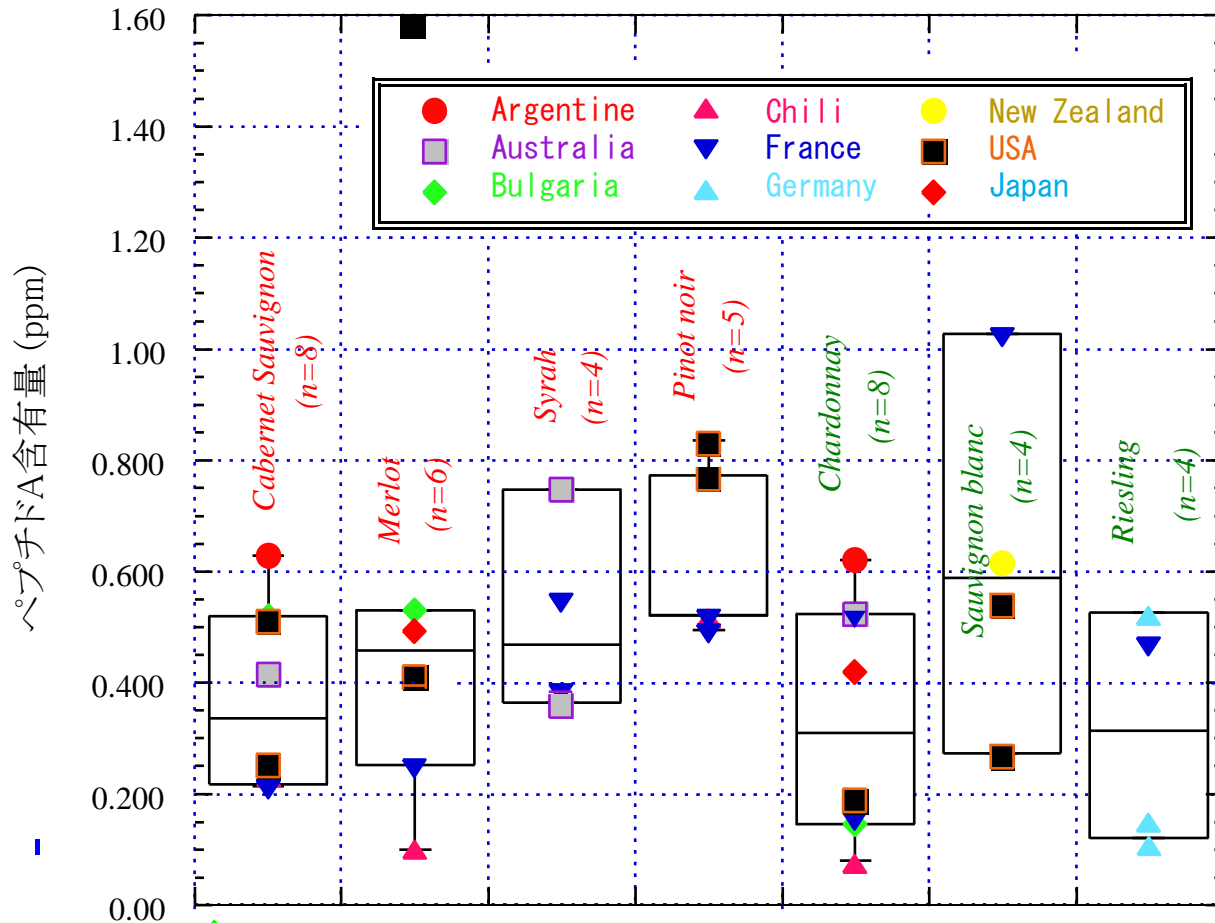 ペプチドA含有量 (ppm)
1.60
1.40
1.20
1.00
0.800
0.600
0.400
0.200
0.00
Argentine
Chili
New Zealand
Australia
France
USA
Bulgaria
Germany
Japan
Cabernet Sauvignon
(n=8)
Merlot
(n=6)
Syrah
(n=4)
Pinot noir
(n=5)
Chardonnay
(n=8)
Sauvignon blanc
(n=4)
Riesling
(n=4)